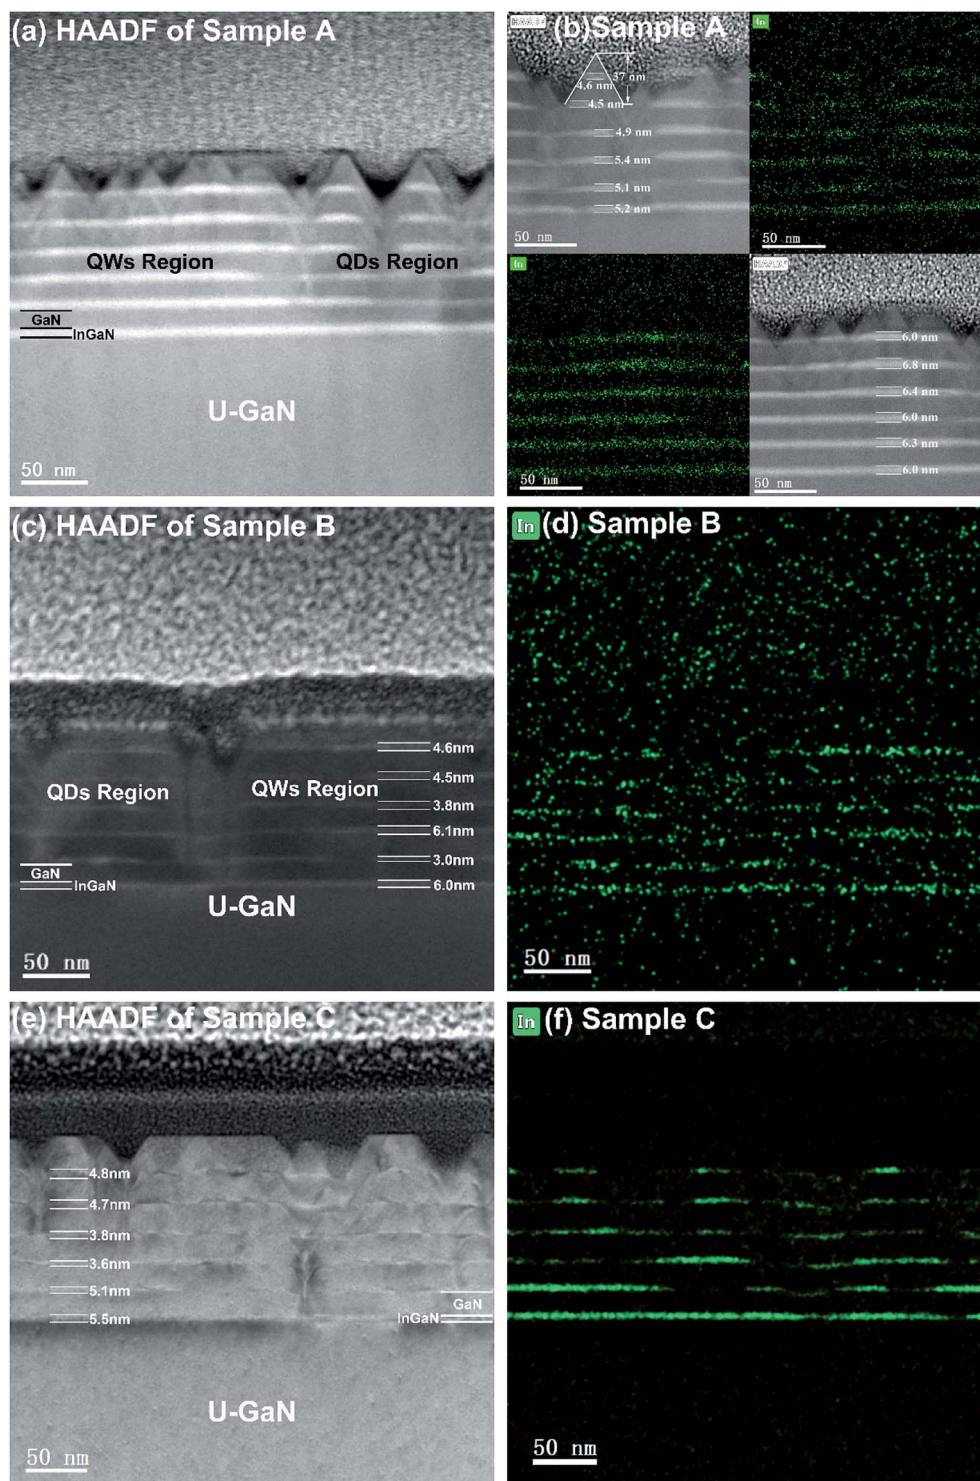 (a) HAADF of Sample A
QWs Region
QDs Region
GaN
InGaN
U-GaN
50 nm
HAADF
(b)Sample A
37 nm
4.6 nm
4.5 nm
4.9 nm
5.4 nm
5.1 nm
5.2 nm
50 nm
In
50 nm
In
50 nm
HAADF
6.0 nm
6.8 nm
6.4 nm
6.0 nm
6.3 nm
6.0 nm
50 nm
(c) HAADF of Sample B
4.6nm
4.5nm
QDs Region
QWs Region
3.8nm
6.1nm
3.0nm
GaN
InGaN
6.0nm
U-GaN
50 nm
In (d) Sample B
50 nm
(e) HAADF of Sample C
4.8nm
4.7nm
3.8nm
3.6nm
5.1nm
GaN
5.5nm
InGaN
U-GaN
50 nm
In (f) Sample C
50 nm